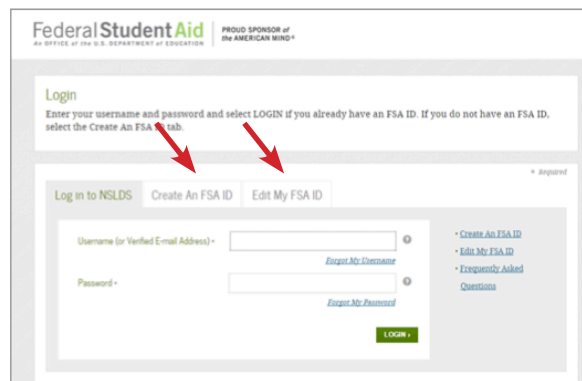 Federal Student Aid
An OFFICE of the U.S. DEPARTMENT of EDUCATION
PROUD SPONSOR of
the AMERICAN MIND®
Login
Enter your username and password and select LOGIN if you already have an FSA ID. If you do not have an FSA ID,
select the Create An FSA ID tab.
* Required
Log in to NSLDS
Create An FSA ID
Edit My FSA ID
Username (or Verified E-mail Address) *
Forgot My Username
Password *
Forgot My Password
LOGIN ›
• Create An FSA ID
• Edit My FSA ID
• Frequently Asked
Questions